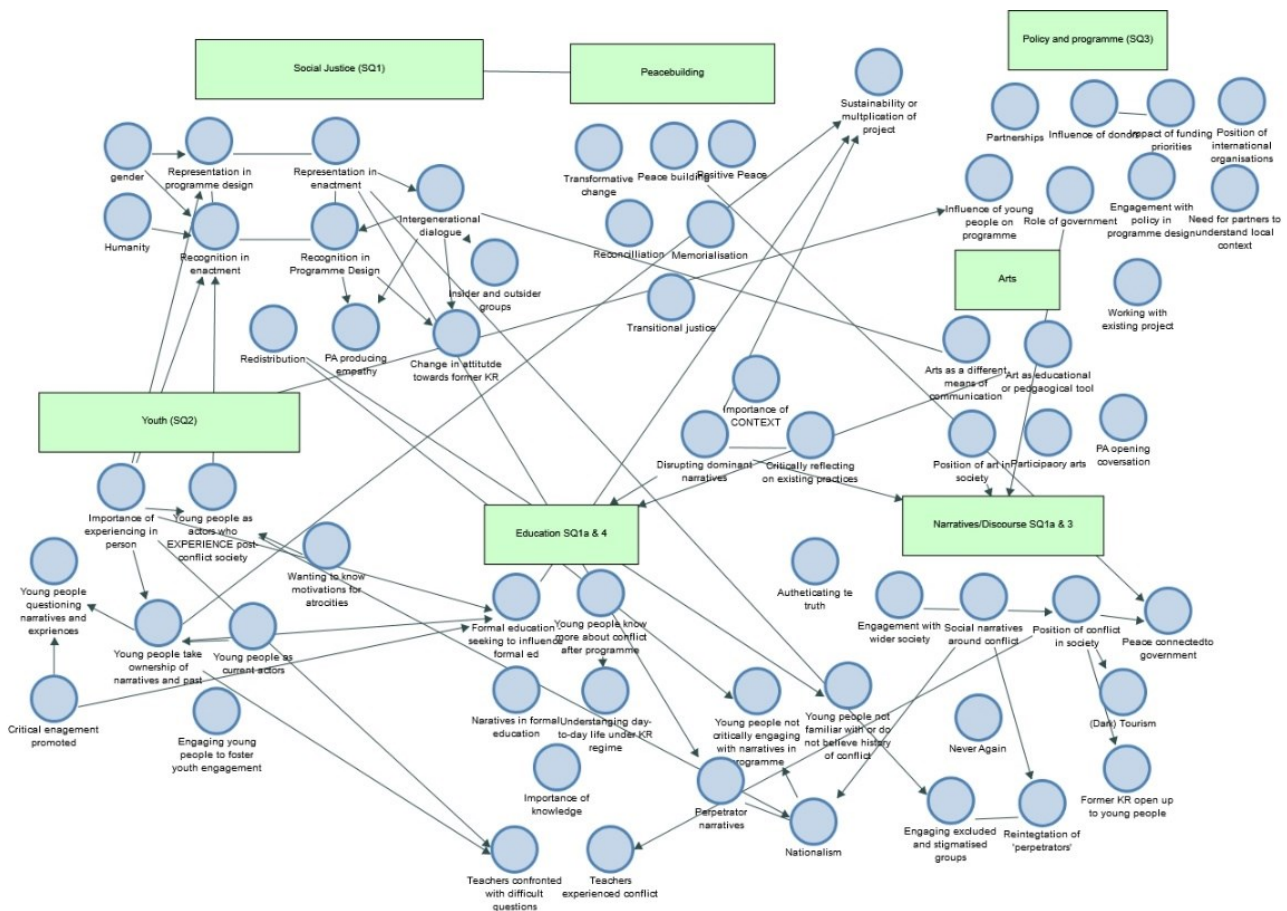 Policy and programme (SQ3)
Social Justice (SQ1)
Peacebuilding
Sustainability or
multplication of
project
Partnerships
Influence of donors
Impact of funding
priorities
Position of
international
organisations
gender
Representation in
programme design
Representation in
enactment
Transformative
change
Peace building
Positive Peace
Intergenerational
dialogue
Influence of young
people on
programme
Role of government
Engagement with
policy in
programme design
Need for partners to
understand local
context
Humanity
Recognition in
enactment
Recognition in
Programme Design
Reconcilliation
Memorialisation
Insider and outsider
groups
Arts
Transitional justice
Working with
existing project
Redistribution
PA producing
empathy
Change in attitutde
towards former KR
Arts as a different
means of
communication
Art as educational
or pedgaogical tool
Importance of
CONTEXT
Youth (SQ2)
Disrupting dominant
narratives
Critically reflecting
on existing practices
Position of art in
society
Participaory arts
PA opening
coversation
Importance of
experiencing in
person
Young people as
actors who
EXPERIENCE post-
conflict society
Education SQ1a & 4
Narratives/Discourse SQ1a & 3
Wanting to know
motivations for
atrocities
Young people
questioning
narratives and
expriences
Autheticating te
truth
Formal education
seeking to influence
formal ed
Young people know
more about conflict
after programme
Engagement with
wider society
Social narratives
around conflict
Position of conflict
in society
Peace connectedto
government
Young people take
ownership of
narratives and past
Young people as
current actors
Critical enagement
promoted
Engaging young
people to foster
youth engagement
Naratives in formal
education
Understanging day-
to-day life under KR
regime
Young people not
critically engaging
with narratives in
programme
Young people not
familiar with or do
not believe history
of conflict
Never Again
(Dark) Tourism
Importance of
knowledge
Perpetrator
narratives
Nationalism
Engaging excluded
and stigmatised
groups
Reintegtation of
'perpetrators'
Former KR open up
to young people
Teachers confronted
with difficult
questions
Teachers
experienced conflict